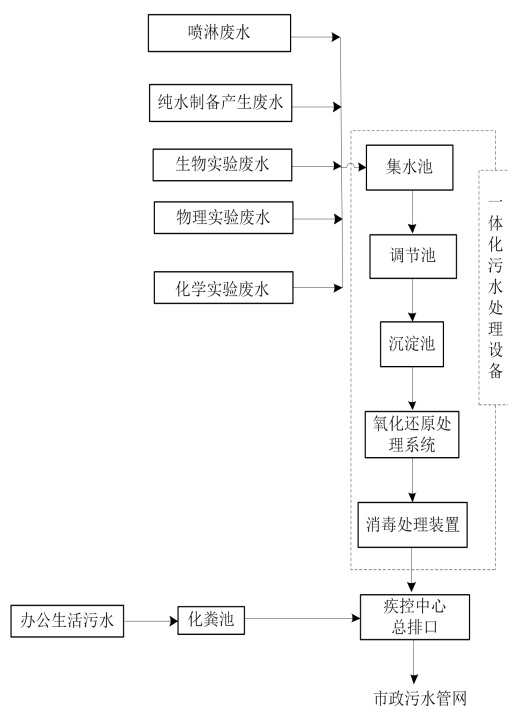 喷淋废水
纯水制备产生废水
生物实验废水
物理实验废水
化学实验废水
集水池
调节池
沉淀池
氧化还原处
理系统
消毒处理装置
一体化污水处理设备
办公生活污水
化粪池
疾控中心
总排口
市政污水管网